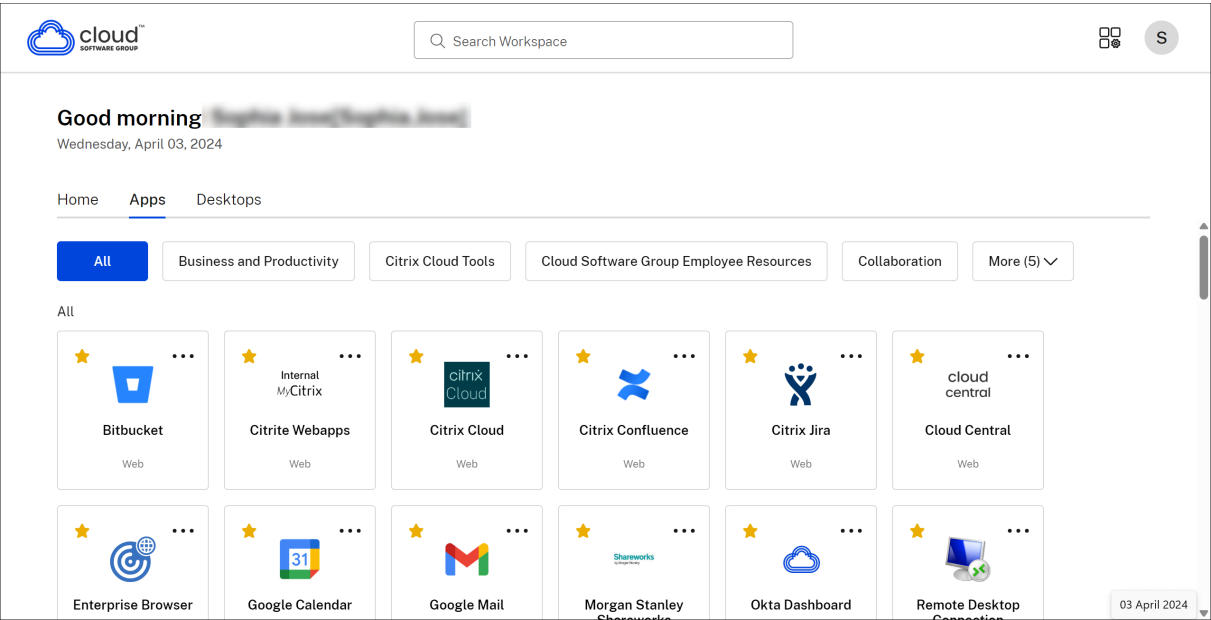 cloud™
SOFTWARE GROUP
Search Workspace
S
Good morning
Wednesday, April 03, 2024
Home Apps Desktops
All Business and Productivity Citrix Cloud Tools Cloud Software Group Employee Resources Collaboration More (5)
All
Internal
MyCitrix
citrix
Cloud
cloud
central
Bitbucket Citrite Webapps Citrix Cloud Citrix Confluence Citrix Jira Cloud Central
Web Web Web Web Web Web
31
Shareworks
Enterprise Browser Google Calendar Google Mail Morgan Stanley Okta Dashboard Remote Desktop
Shareworks Connection
03 April 2024